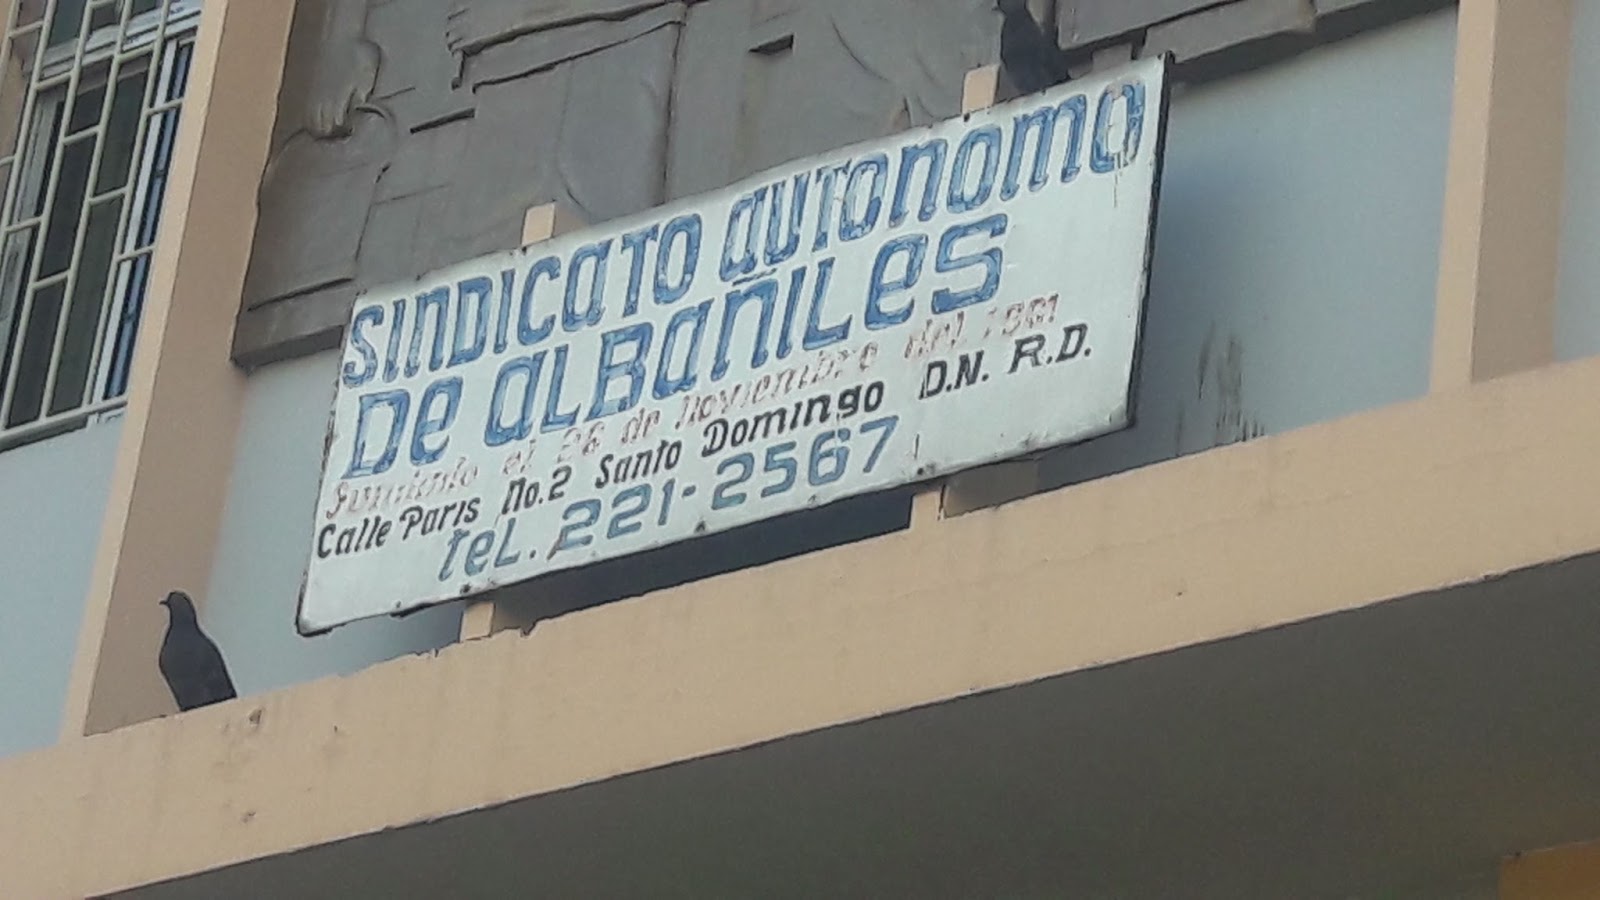 SINDICATO AUTONOMO
DE ALBAÑILES
Fundado el 28 de noviembre del 1961
Calle Paris No.2 Santo Domingo D.N. R.D.
TEL. 221-2567